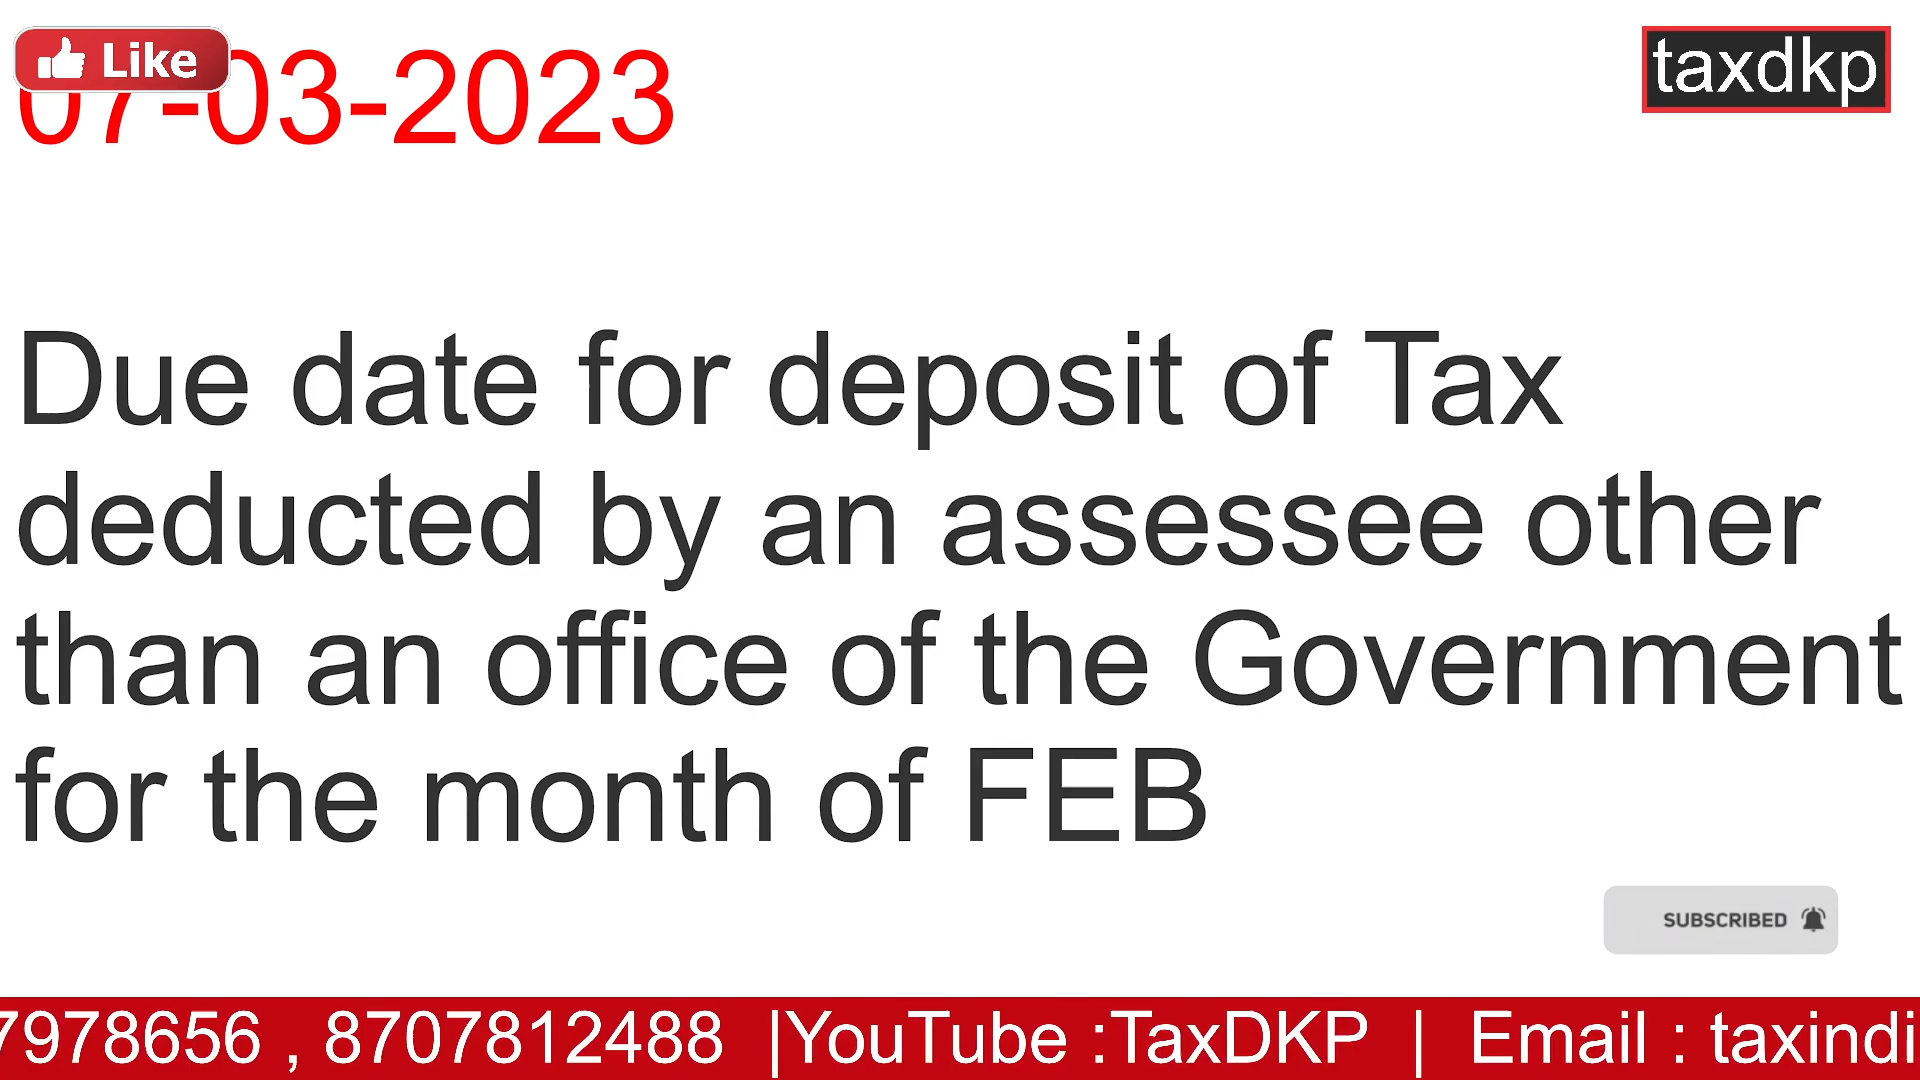 Like
07-03-2023
taxdkp
Due date for deposit of Tax
deducted by an assessee other
than an office of the Government
for the month of FEB
SUBSCRIBED
7978656 , 8707812488 |YouTube :TaxDKP | Email : taxindi